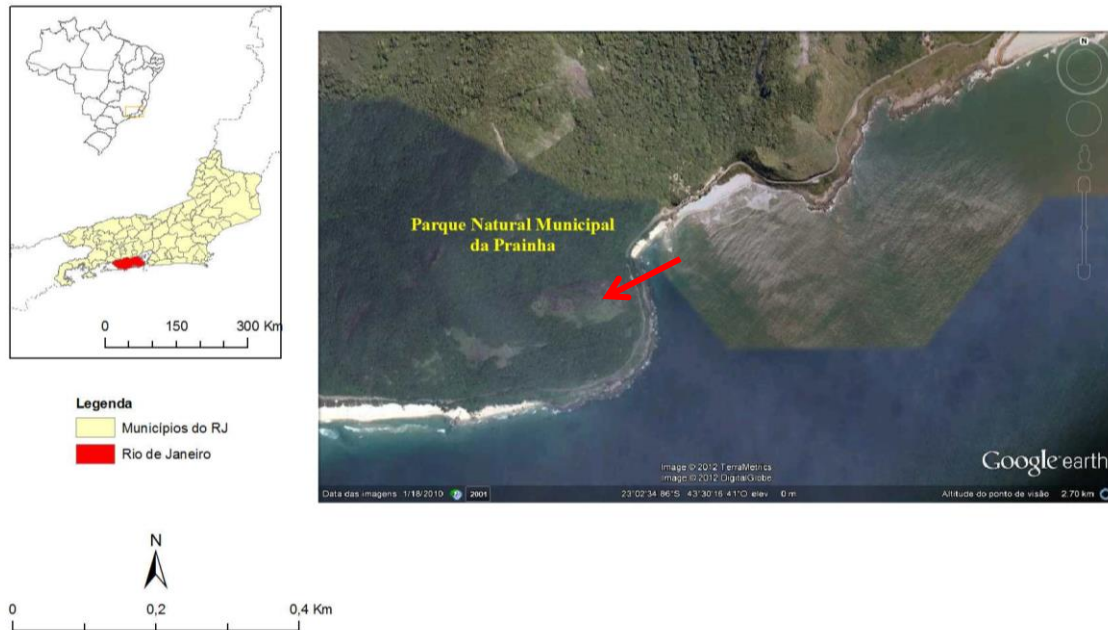 0 150 300 Km
Legenda
Municípios do RJ
Rio de Janeiro
N
0 0,2 0,4 Km
N
Parque Natural Municipal
da Prainha
Image © 2012 TerraMetrics
Image © 2012 DigitalGlobe
Google earth
Data das imagens 1/18/2010 2001 23°02'34.86"S 43°30'16.41"O elev 0 m Altitude do ponto de visão 2.70 km